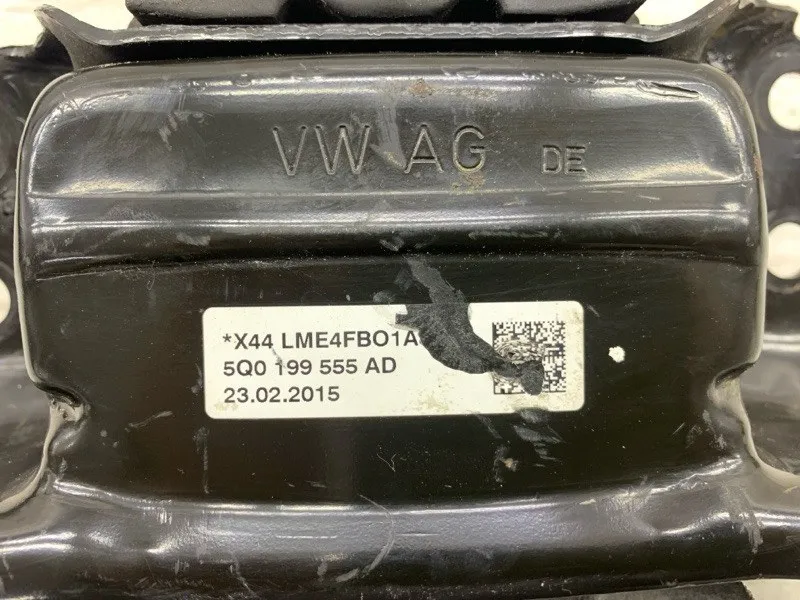 VW AG DE
*X44 LME4FBO1A
5Q0 199 555 AD
23.02.2015